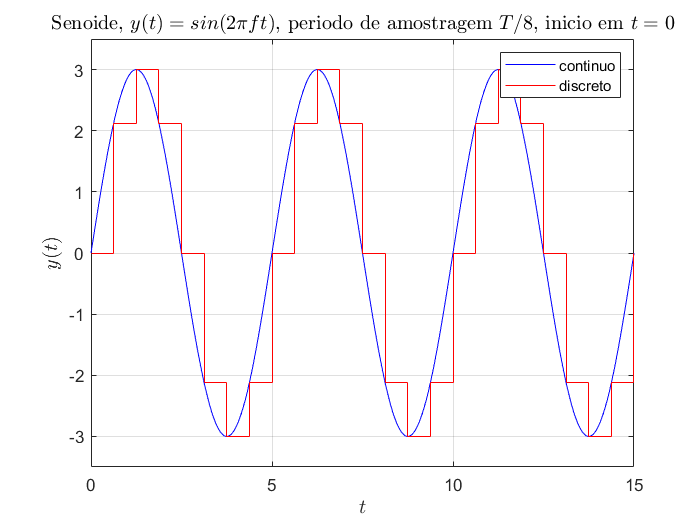 Senoide, y(t) = sin(2πft), periodo de amostragem T/8, inicio em t = 0
continuo
discreto
3
2
1
0
-1
-2
-3
y(t)
0 5 10 15
t